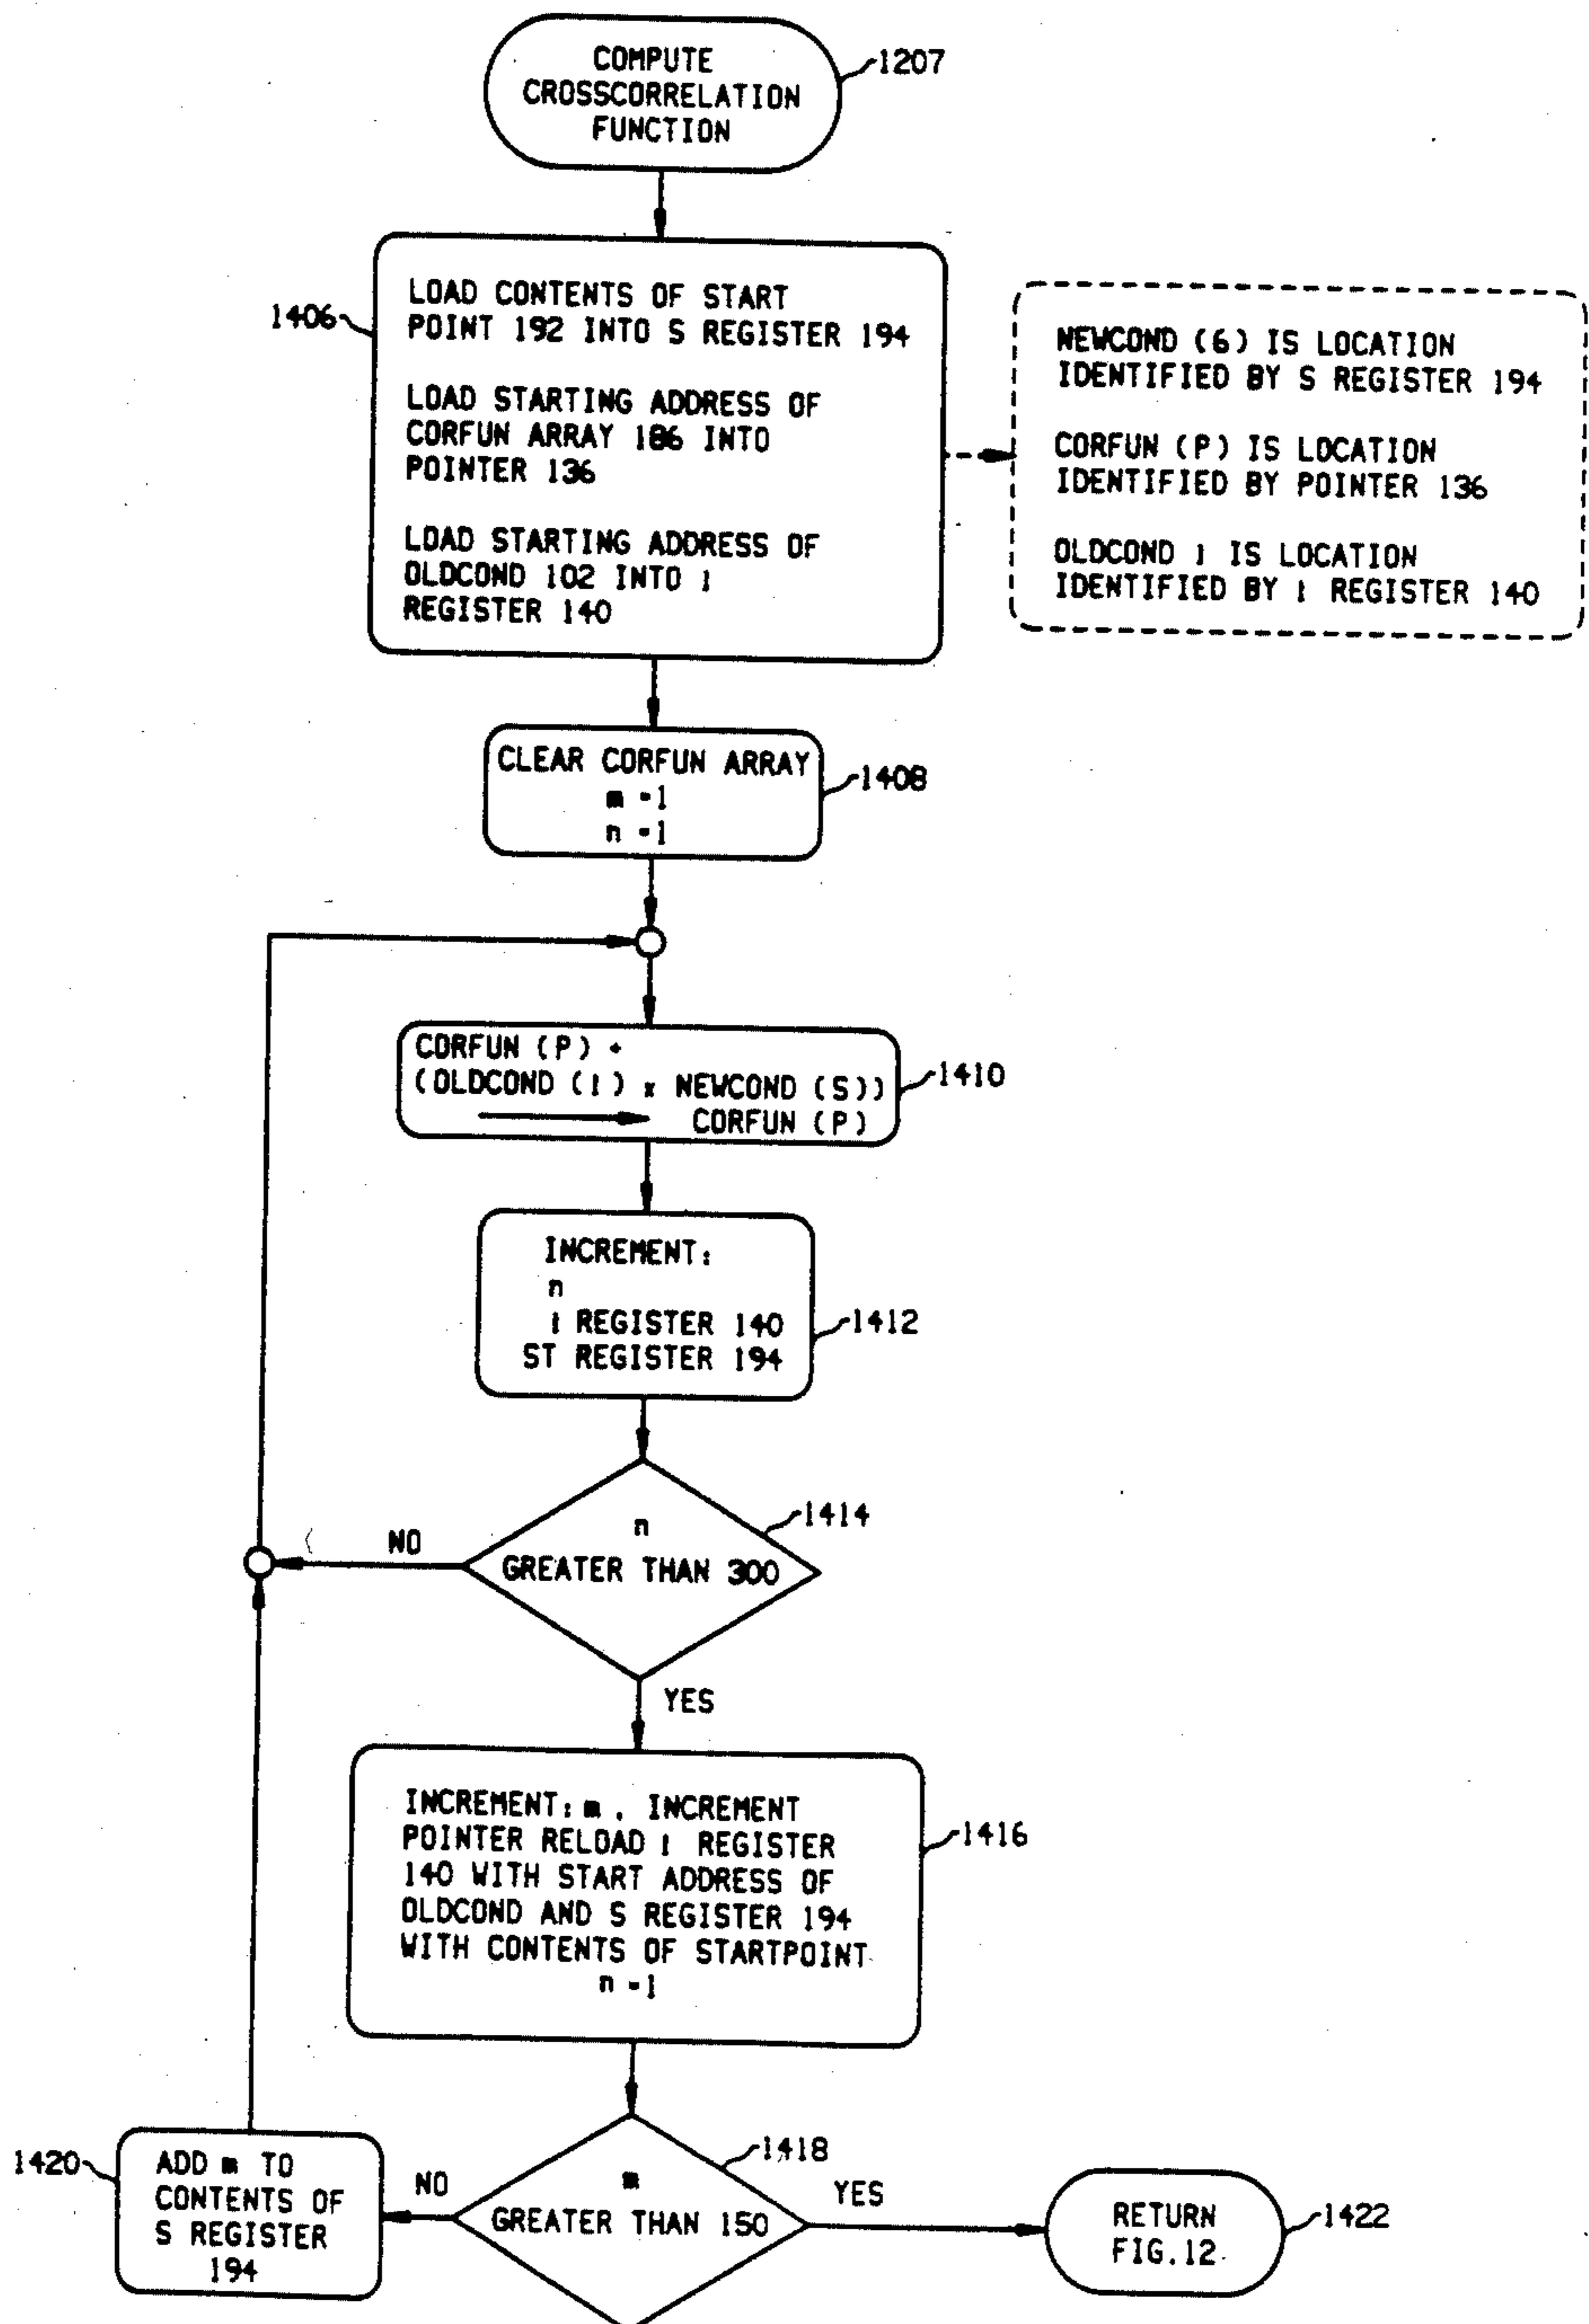 COMPUTE
CROSSCORRELATION
FUNCTION
1207
1406
LOAD CONTENTS OF START
POINT 192 INTO S REGISTER 194
LOAD STARTING ADDRESS OF
CORFUN ARRAY 186 INTO
POINTER 136
LOAD STARTING ADDRESS OF
OLDCOND 102 INTO i
REGISTER 140
NEWCOND (6) IS LOCATION
IDENTIFIED BY S REGISTER 194
CORFUN (P) IS LOCATION
IDENTIFIED BY POINTER 136
OLDCOND i IS LOCATION
IDENTIFIED BY i REGISTER 140
CLEAR CORFUN ARRAY
m =1
n =1
1408
CORFUN (P) +
(OLDCOND (i) x NEWCOND (S))
CORFUN (P)
1410
INCREMENT:
n
i REGISTER 140
ST REGISTER 194
1412
n
GREATER THAN 300
1414
NO
YES
INCREMENT: m , INCREMENT
POINTER RELOAD i REGISTER
140 WITH START ADDRESS OF
OLDCOND AND S REGISTER 194
WITH CONTENTS OF STARTPOINT
n =1
1416
m
GREATER THAN 150
1418
NO
YES
1420
ADD m TO
CONTENTS OF
S REGISTER
194
RETURN
FIG.12
1422